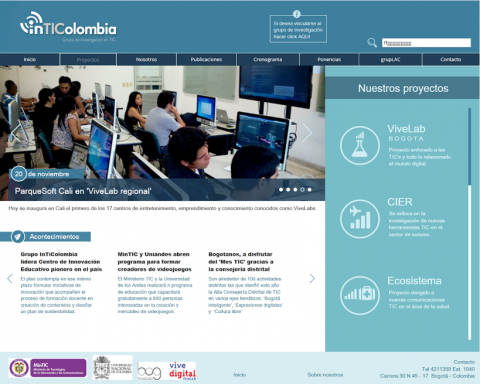 inTIColombia
Grupo de Investigación en TIC
Si desea vincularse al
grupo de investigación
hacer click AQUI
Inicio
Proyectos
Nosotros
Publicaciones
Cronograma
Ponencias
grupLAC
Contacto
20 de noviembre
ParqueSoft Cali en 'ViveLab regional'
Hoy se inaugura en Cali el primero de los 17 centros de entretenimiento, emprendimiento y conocimiento conocidos como ViveLabs.
Nuestros proyectos
ViveLab
BOGOTA
Proyecto enfocado a las
TIC's y todo lo relacionado
al mundo digital
CIER
Se enfoca en la
investigación de nuevas
herramientas TIC en el
sector de
Ecosistema
Proyecto dirigido a
nuevas comunicaciones
TIC en el área de la salud
Acontecimientos
Grupo InTIColombia
lidera Centro de Innovación
Educativo pionero en el país
El plan contempla en ese mismo
plazo formular iniciativas de
innovación que acompañen el
proceso de formación docente en
creación de contenidos y diseñar
un plan de sostenibilidad.
MinTIC y Uniandes abren
programa para formar
creadores de videojuegos
El Ministerio TIC y la Universidad
de los Andes realizará el programa
de educación que capacitará
gratuitamente a 880 personas
interesadas en la creación y
mercadeo de videojuegos.
Bogotanos, a disfrutar
del 'Mes TIC' gracias a
la consejería distrital
Son alrededor de 100 actividades
distritales las que diseñó este año
la Alta Consejería Distrital de TIC
en varios ejes temáticos: 'Bogotá
inteligente', 'Expresiones digitales'
y 'Cultura libre'
MinTIC
UNIVERSIDAD
NACIONAL
DE COLOMBIA
vive
digital
Inicio
Sobre nosotros
Contacto:
Tel 4211359 Ext. 1040
Carrera 30 N 45 - 17 Bogotá - Colombia